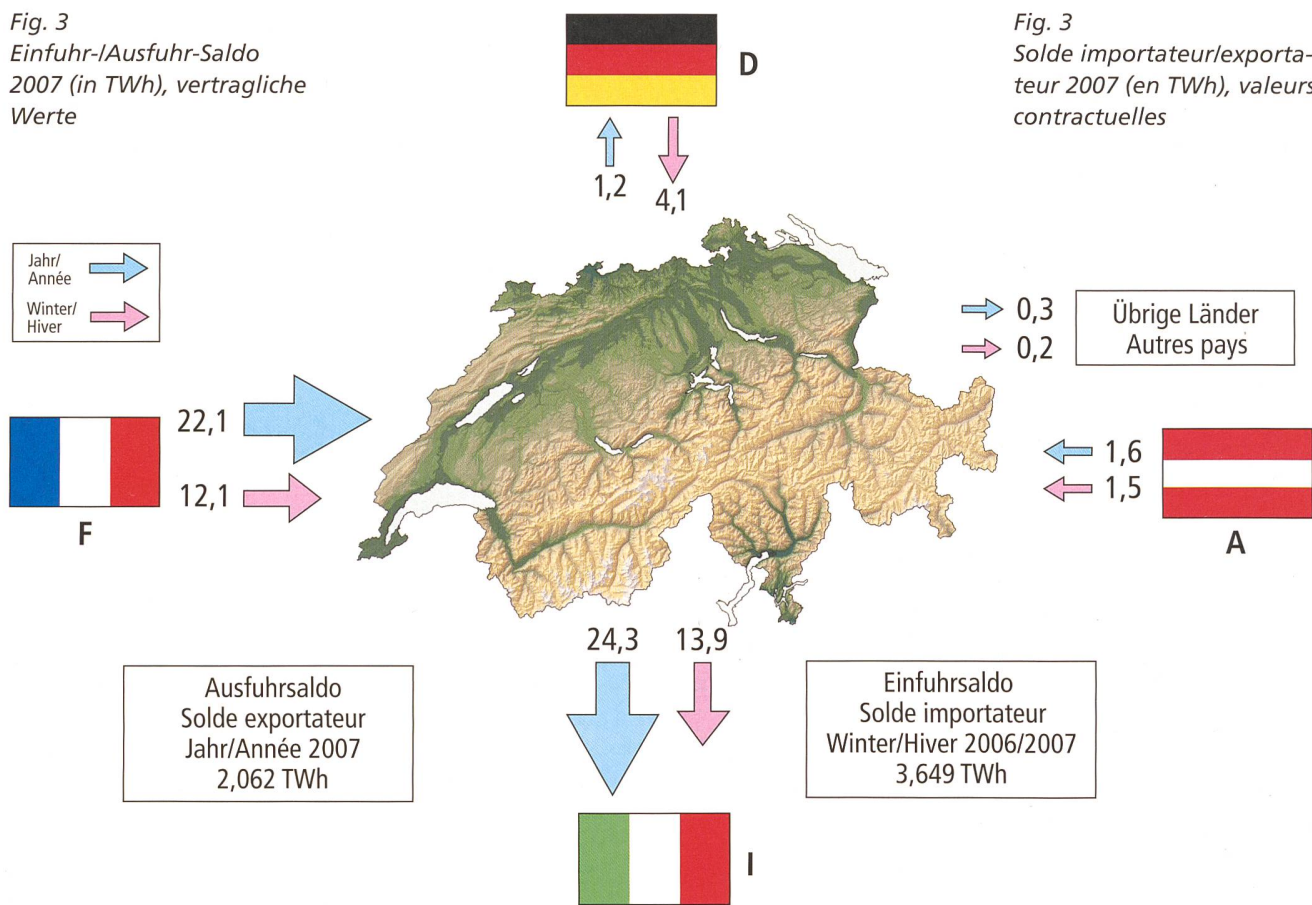 Fig. 3
Einfuhr-/Ausfuhr-Saldo
2007 (in TWh), vertragliche
Werte
Fig. 3
Solde importateur/exporta-
teur 2007 (en TWh), valeurs
contractuelles
D
1,2
4,1
Jahr/
Année
Winter/
Hiver
0,3
0,2
Übrige Länder
Autres pays
22,1
12,1
F
1,6
1,5
A
24,3
13,9
Ausfuhrsaldo
Solde exportateur
Jahr/Année 2007
2,062 TWh
Einfuhrsaldo
Solde importateur
Winter/Hiver 2006/2007
3,649 TWh
I